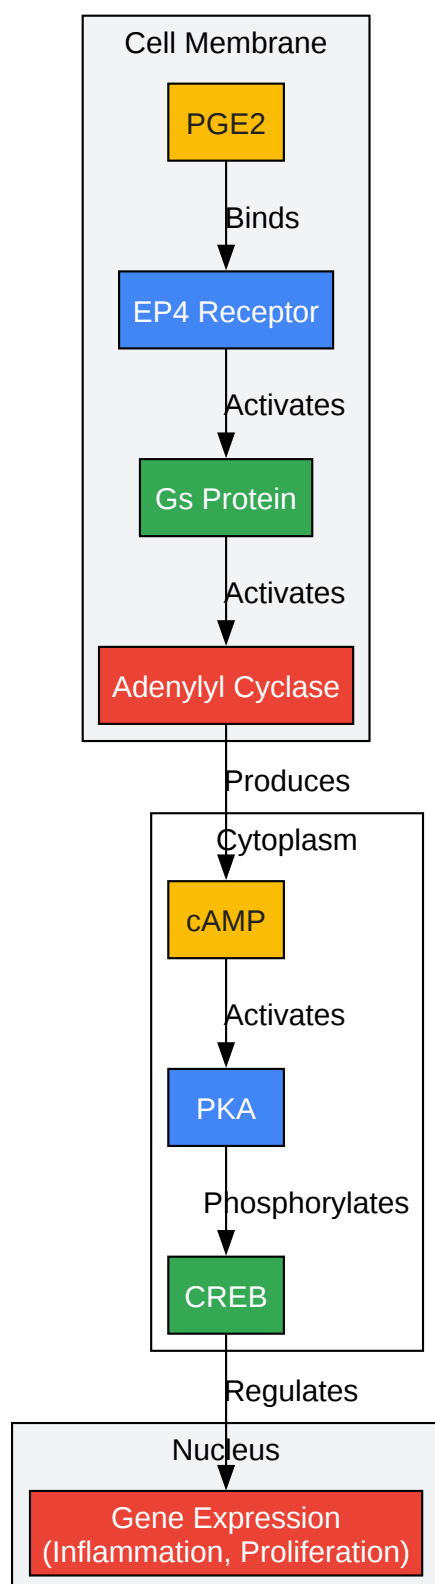 Cell Membrane
PGE2
Binds
EP4 Receptor
Activates
Gs Protein
Activates
Adenylyl Cyclase
Produces
Cytoplasm
cAMP
Activates
PKA
Phosphorylates
CREB
Regulates
Nucleus
Gene Expression
(Inflammation, Proliferation)